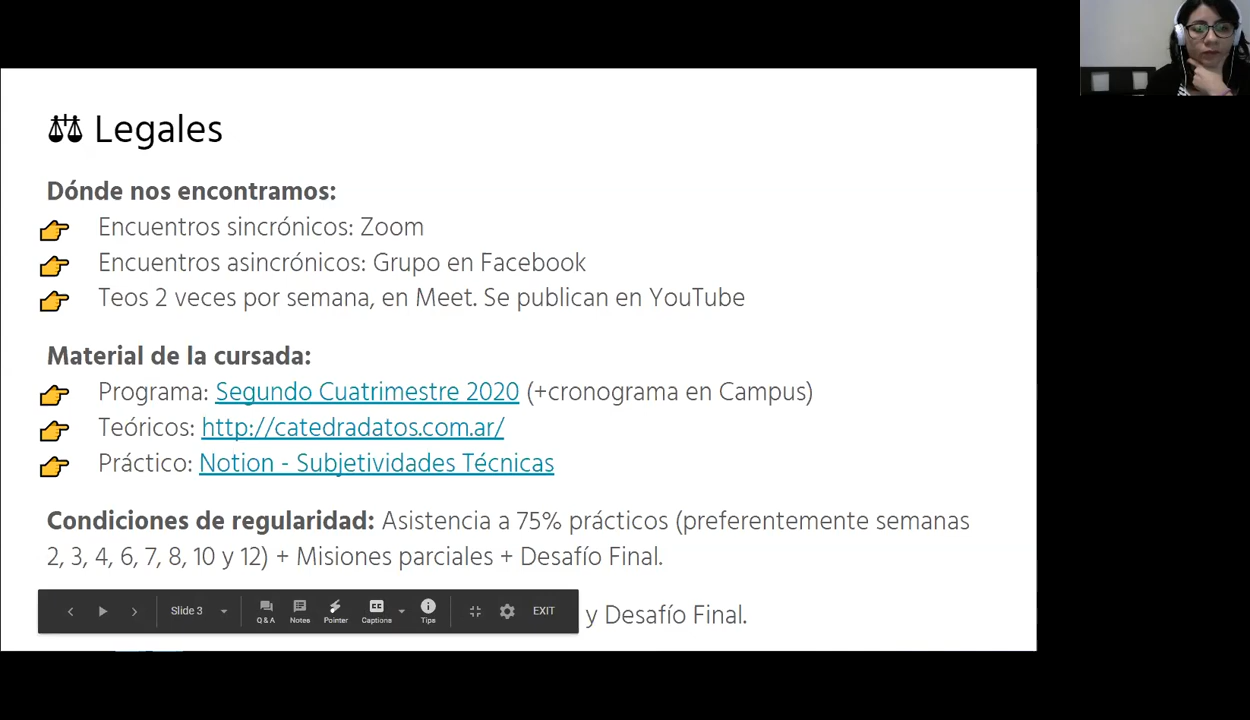 Legales
Dónde nos encontramos:
Encuentros sincrónicos: Zoom
Encuentros asincrónicos: Grupo en Facebook
Teos 2 veces por semana, en Meet. Se publican en YouTube
Material de la cursada:
Programa: Segundo Cuatrimestre 2020 (+cronograma en Campus)
Teóricos: http://catedradatos.com.ar/
Práctico: Notion - Subjetividades Técnicas
Condiciones de regularidad: Asistencia a 75% prácticos (preferentemente semanas
2, 3, 4, 6, 7, 8, 10 y 12) + Misiones parciales + Desafío Final.
y Desafío Final.
Slide 3 Q & A Notes Pointer Captions Tips EXIT